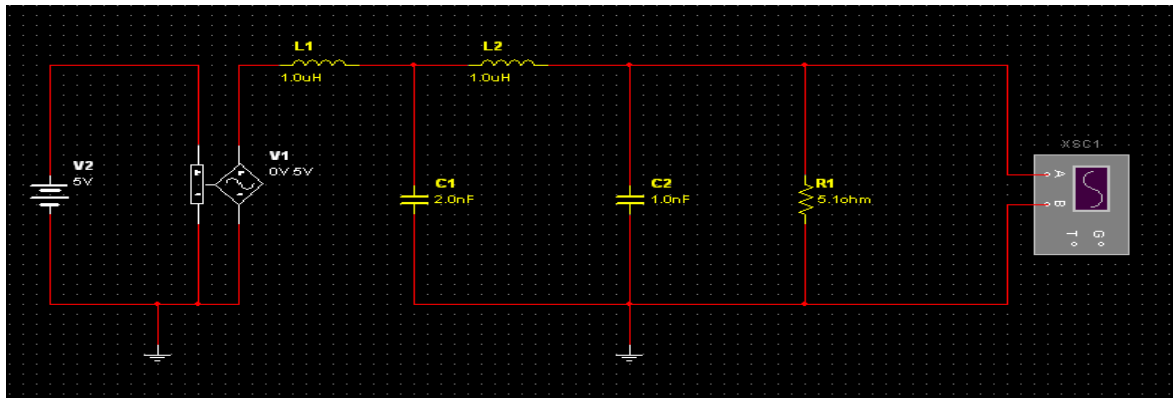 L1
1.0uH
L2
1.0uH
V2
5V
V1
0V 5V
C1
2.0nF
C2
1.0nF
R1
5.1ohm
XSC1
A
B
G
T